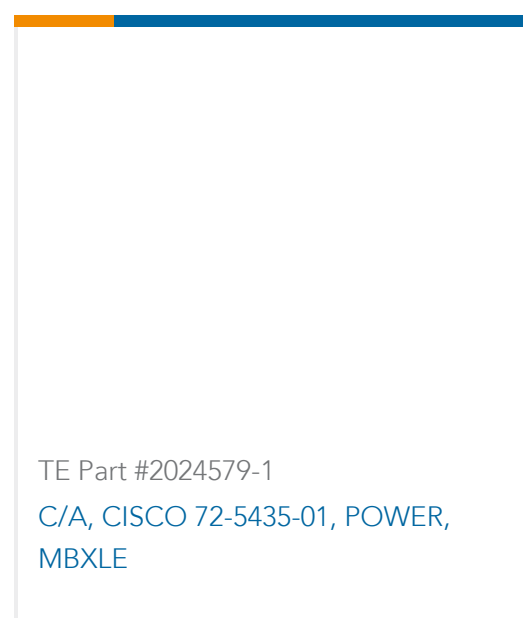 TE Part #2024579-1
C/A, CISCO 72-5435-01, POWER,
MBXLE